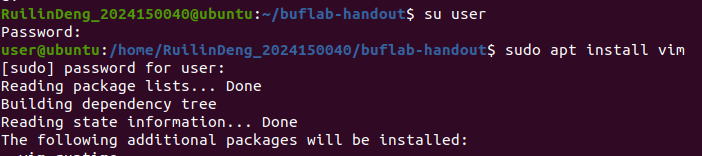 RuilinDeng_2024150040@ubuntu:~/buflab-handout$ su user
Password:
user@ubuntu:/home/RuilinDeng_2024150040/buflab-handout$ sudo apt install vim
[sudo] password for user:
Reading package lists... Done
Building dependency tree
Reading state information... Done
The following additional packages will be installed: